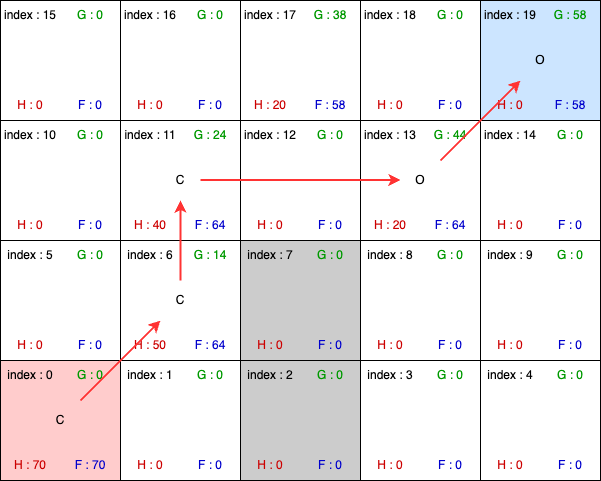 index : 15 G : 0 index : 16 G : 0 index : 17 G : 38 index : 18 G : 0 index : 19 G : 58
O
H : 0 F : 0 H : 0 F : 0 H : 20 F : 58 H : 0 F : 0 H : 0 F : 58
index : 10 G : 0 index : 11 G : 24 index : 12 G : 0 index : 13 G : 44 index : 14 G : 0
C O
H : 0 F : 0 H : 40 F : 64 H : 0 F : 0 H : 20 F : 64 H : 0 F : 0
index : 5 G : 0 index : 6 G : 14 index : 7 G : 0 index : 8 G : 0 index : 9 G : 0
C
H : 0 F : 0 H : 50 F : 64 H : 0 F : 0 H : 0 F : 0 H : 0 F : 0
index : 0 G : 0 index : 1 G : 0 index : 2 G : 0 index : 3 G : 0 index : 4 G : 0
C
H : 70 F : 70 H : 0 F : 0 H : 0 F : 0 H : 0 F : 0 H : 0 F : 0